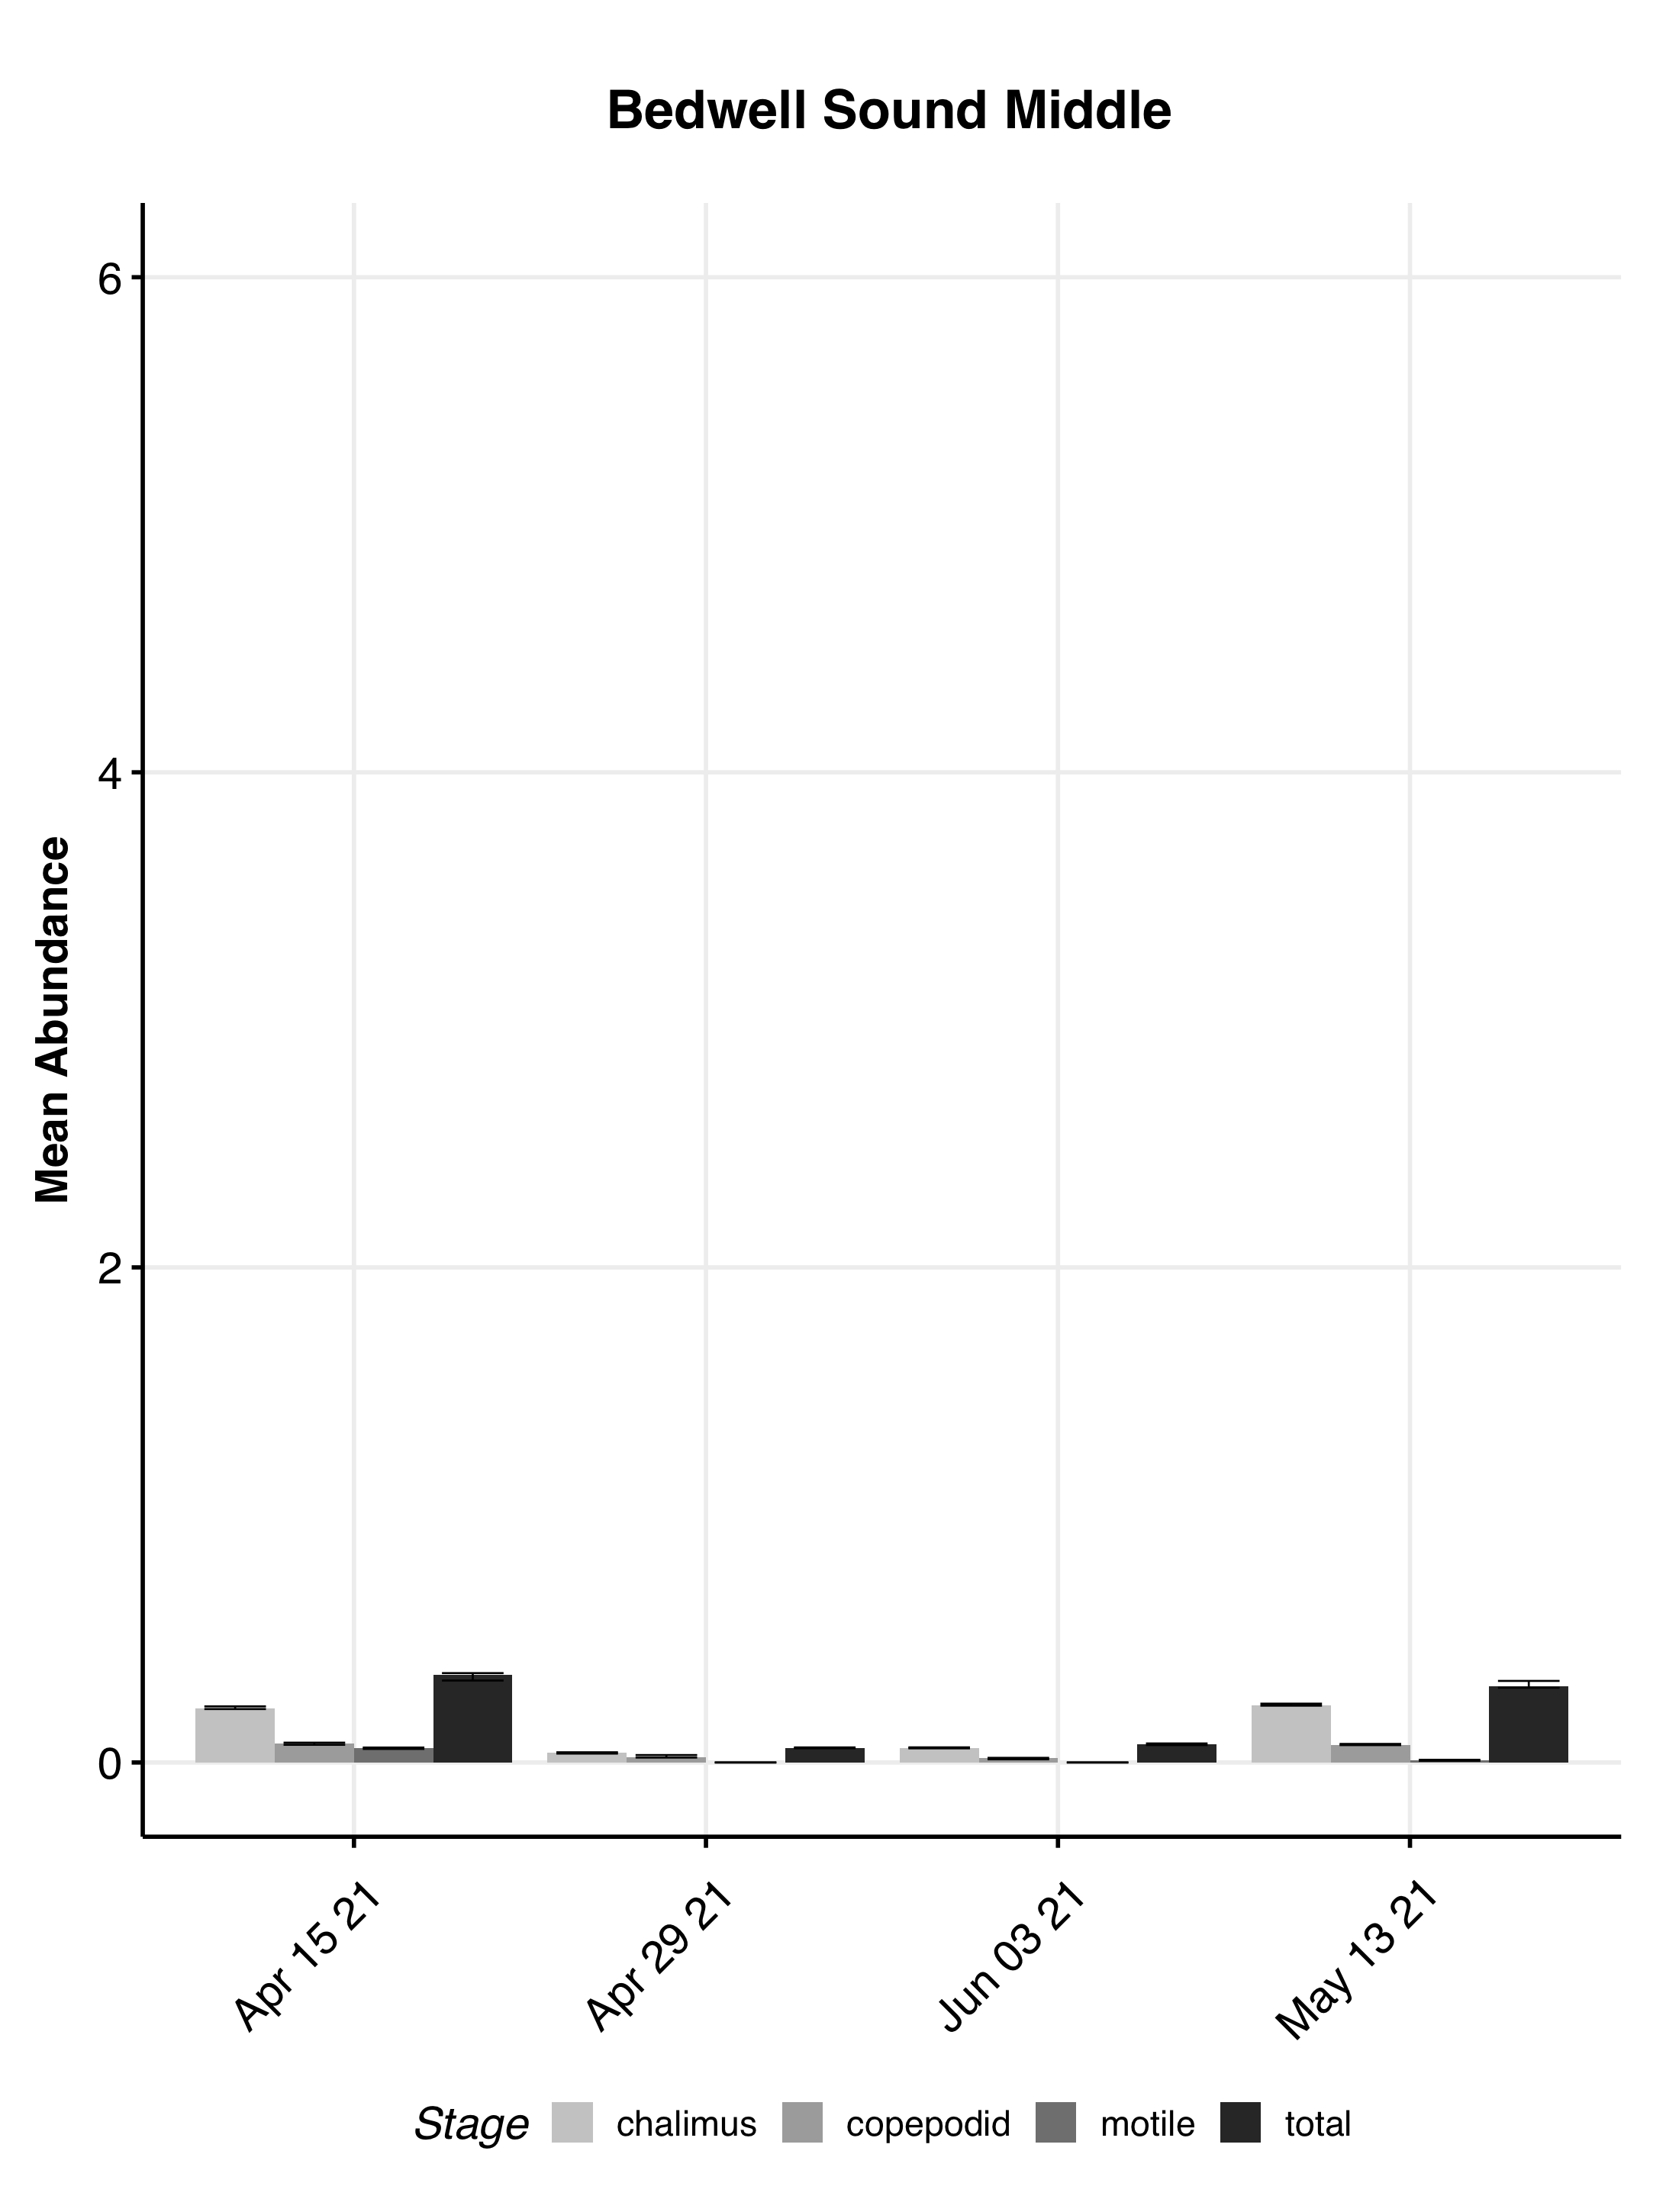 Bedwell Sound Middle
Mean Abundance
6
4
2
0
Apr 15 21
Apr 29 21
Jun 03 21
May 13 21
Stage chalimus copepodid motile total